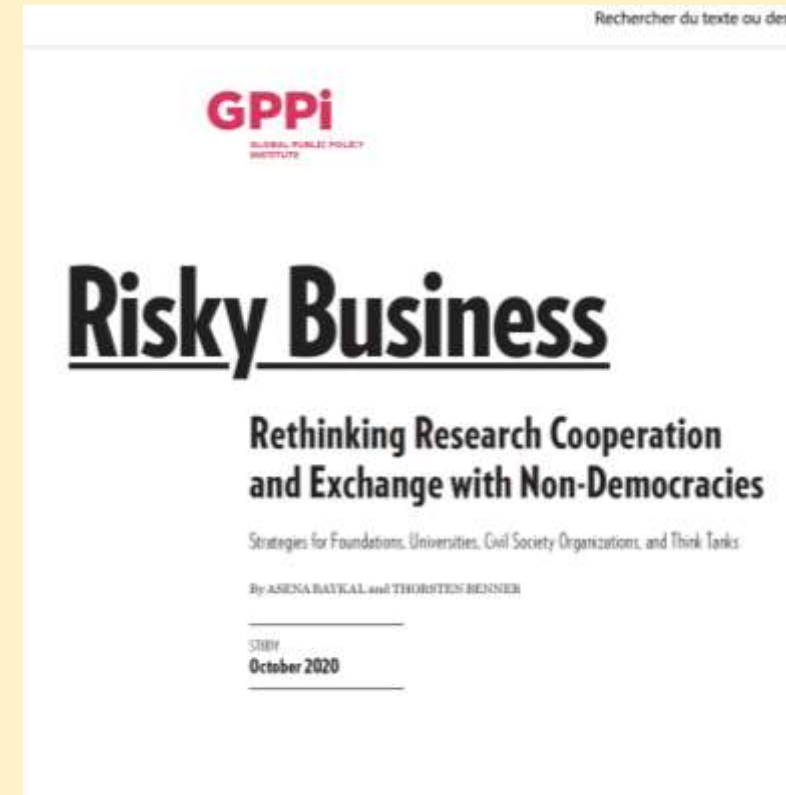 Rechercher du texte ou des
GPPi
GLOBAL PUBLIC POLICY
INSTITUTE
Risky Business
Rethinking Research Cooperation
and Exchange with Non-Democracies
Strategies for Foundations, Universities, Civil Society Organizations, and Think Tanks
By ASENA BAYKAL and THORSTEN BENNER
STUDY
October 2020